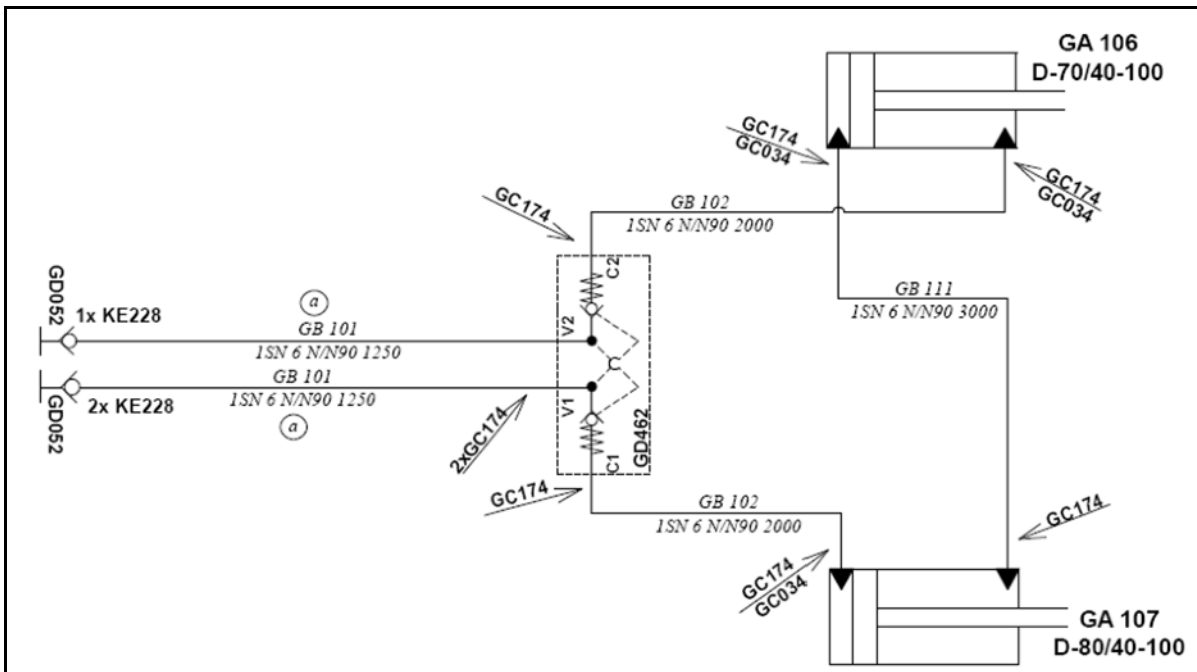 GA 106
D-70/40-100
GC174
GC034
GC174
GC034
GC174
GB 102
1SN 6 N/N90 2000
C2
GD052
1x KE228
a
GB 101
1SN 6 N/N90 1250
V2
GB 111
1SN 6 N/N90 3000
C
GB 101
1SN 6 N/N90 1250
2x KE228
GD052
a
V1
2xGC174
GD462
C1
GC174
GB 102
1SN 6 N/N90 2000
GC174
GC174
GC034
GA 107
D-80/40-100